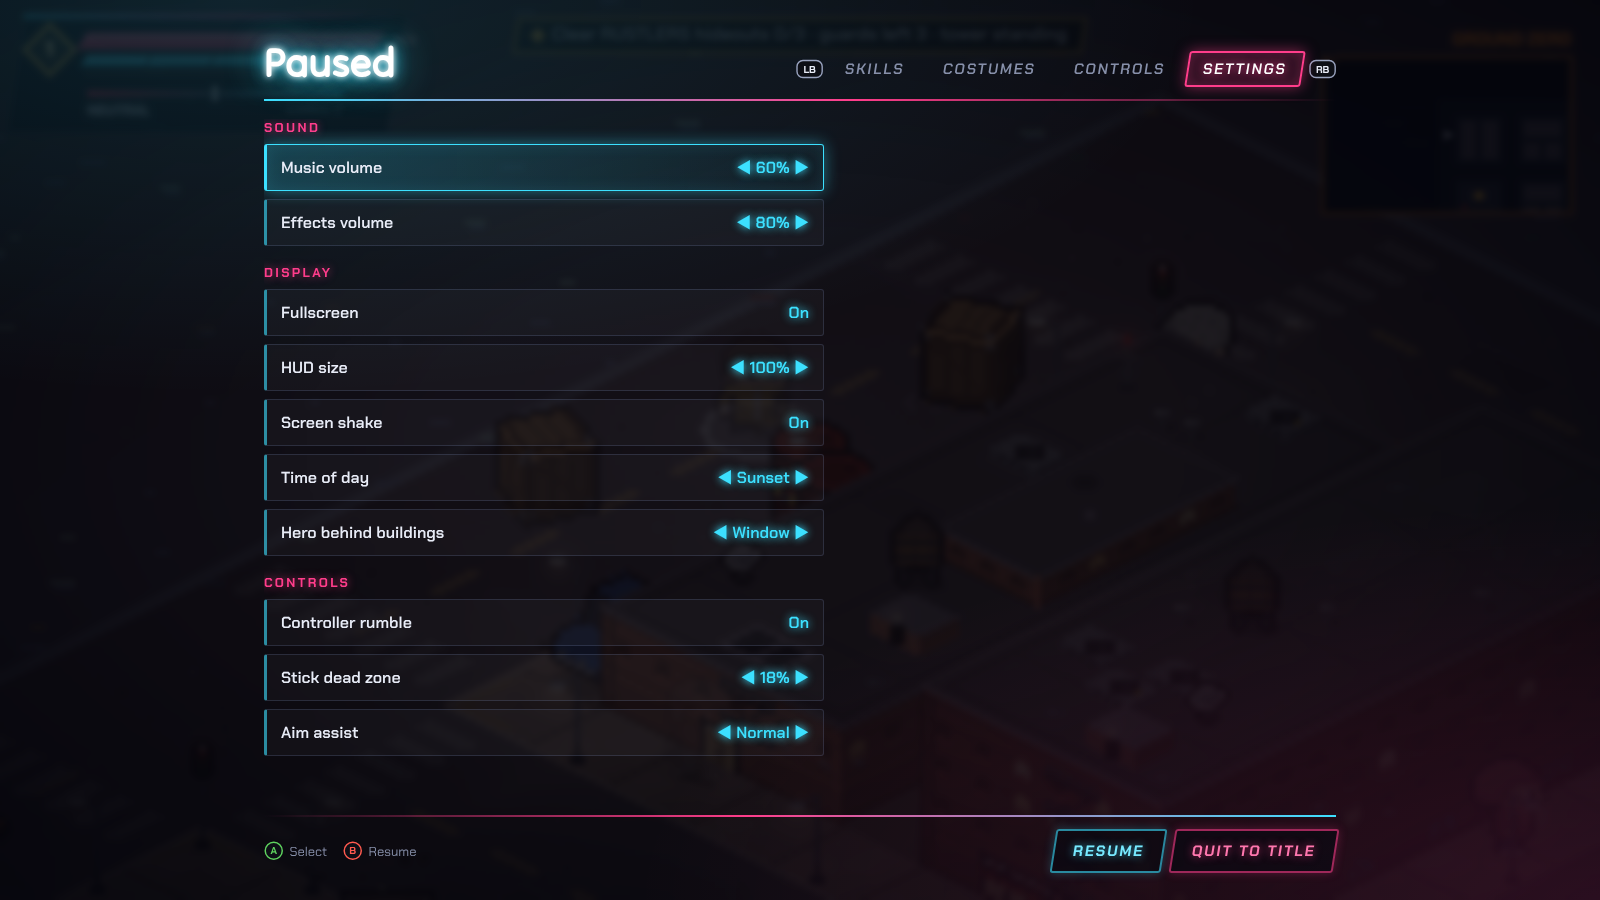 Paused
LB SKILLS COSTUMES CONTROLS SETTINGS RB
SOUND
Music volume ◀ 60% ▶
Effects volume ◀ 80% ▶
DISPLAY
Fullscreen On
HUD size ◀ 100% ▶
Screen shake On
Time of day ◀ Sunset ▶
Hero behind buildings ◀ Window ▶
CONTROLS
Controller rumble On
Stick dead zone ◀ 18% ▶
Aim assist ◀ Normal ▶
A Select B Resume
RESUME QUIT TO TITLE